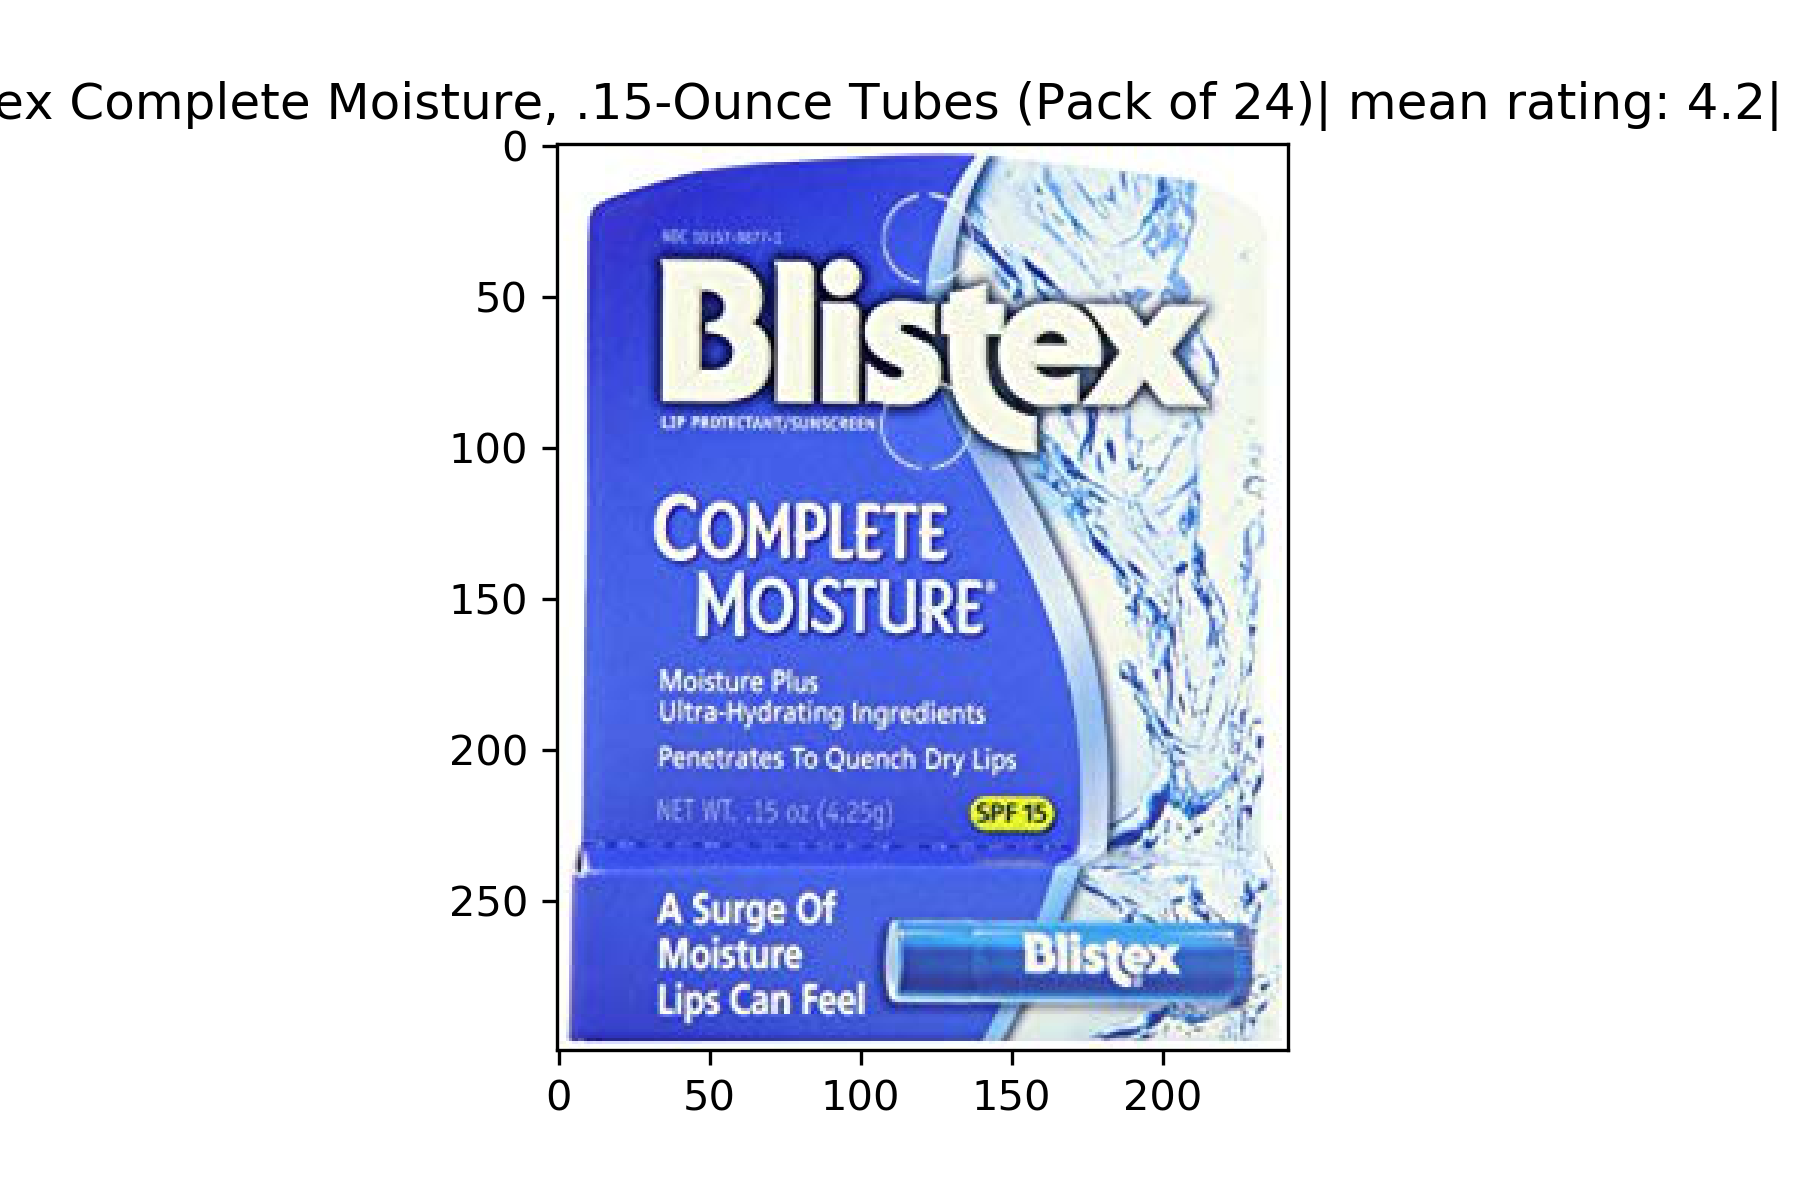 ex Complete Moisture, .15-Ounce Tubes (Pack of 24)| mean rating: 4.2|
0
50
100
150
200
250
NDC
Blistex
LIP PROTECTANT/SUNSCREEN
COMPLETE
MOISTURE
Moisture Plus
Ultra-Hydrating Ingredients
Penetrates To Quench Dry Lips
NET WT. .15 oz (4.25g)
SPF 15
A Surge Of
Moisture
Lips Can Feel
Blistex
0
50
100
150
200